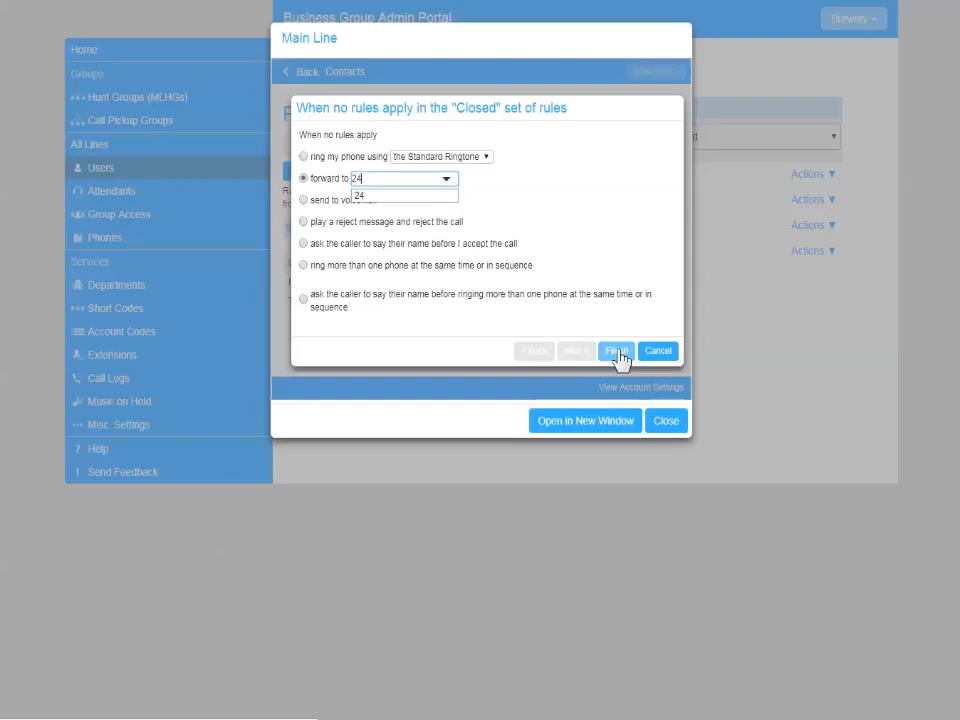 Business Group Admin Portal
Brewery
Main Line
Home
Groups
Hunt Groups (MLHGs)
Call Pickup Groups
All Lines
Users
Attendants
Group Access
Phones
Services
Departments
Short Codes
Account Codes
Extensions
Call Logs
Music on Hold
Misc. Settings
? Help
! Send Feedback
Back Contacts
When no rules apply in the "Closed" set of rules
When no rules apply
ring my phone using the Standard Ringtone
forward to 24
24
send to
play a reject message and reject the call
ask the caller to say their name before I accept the call
ring more than one phone at the same time or in sequence
ask the caller to say their name before ringing more than one phone at the same time or in
sequence
< Back
Finish
Cancel
View Account Settings
Open in New Window
Close
Actions
Actions
Actions
Actions